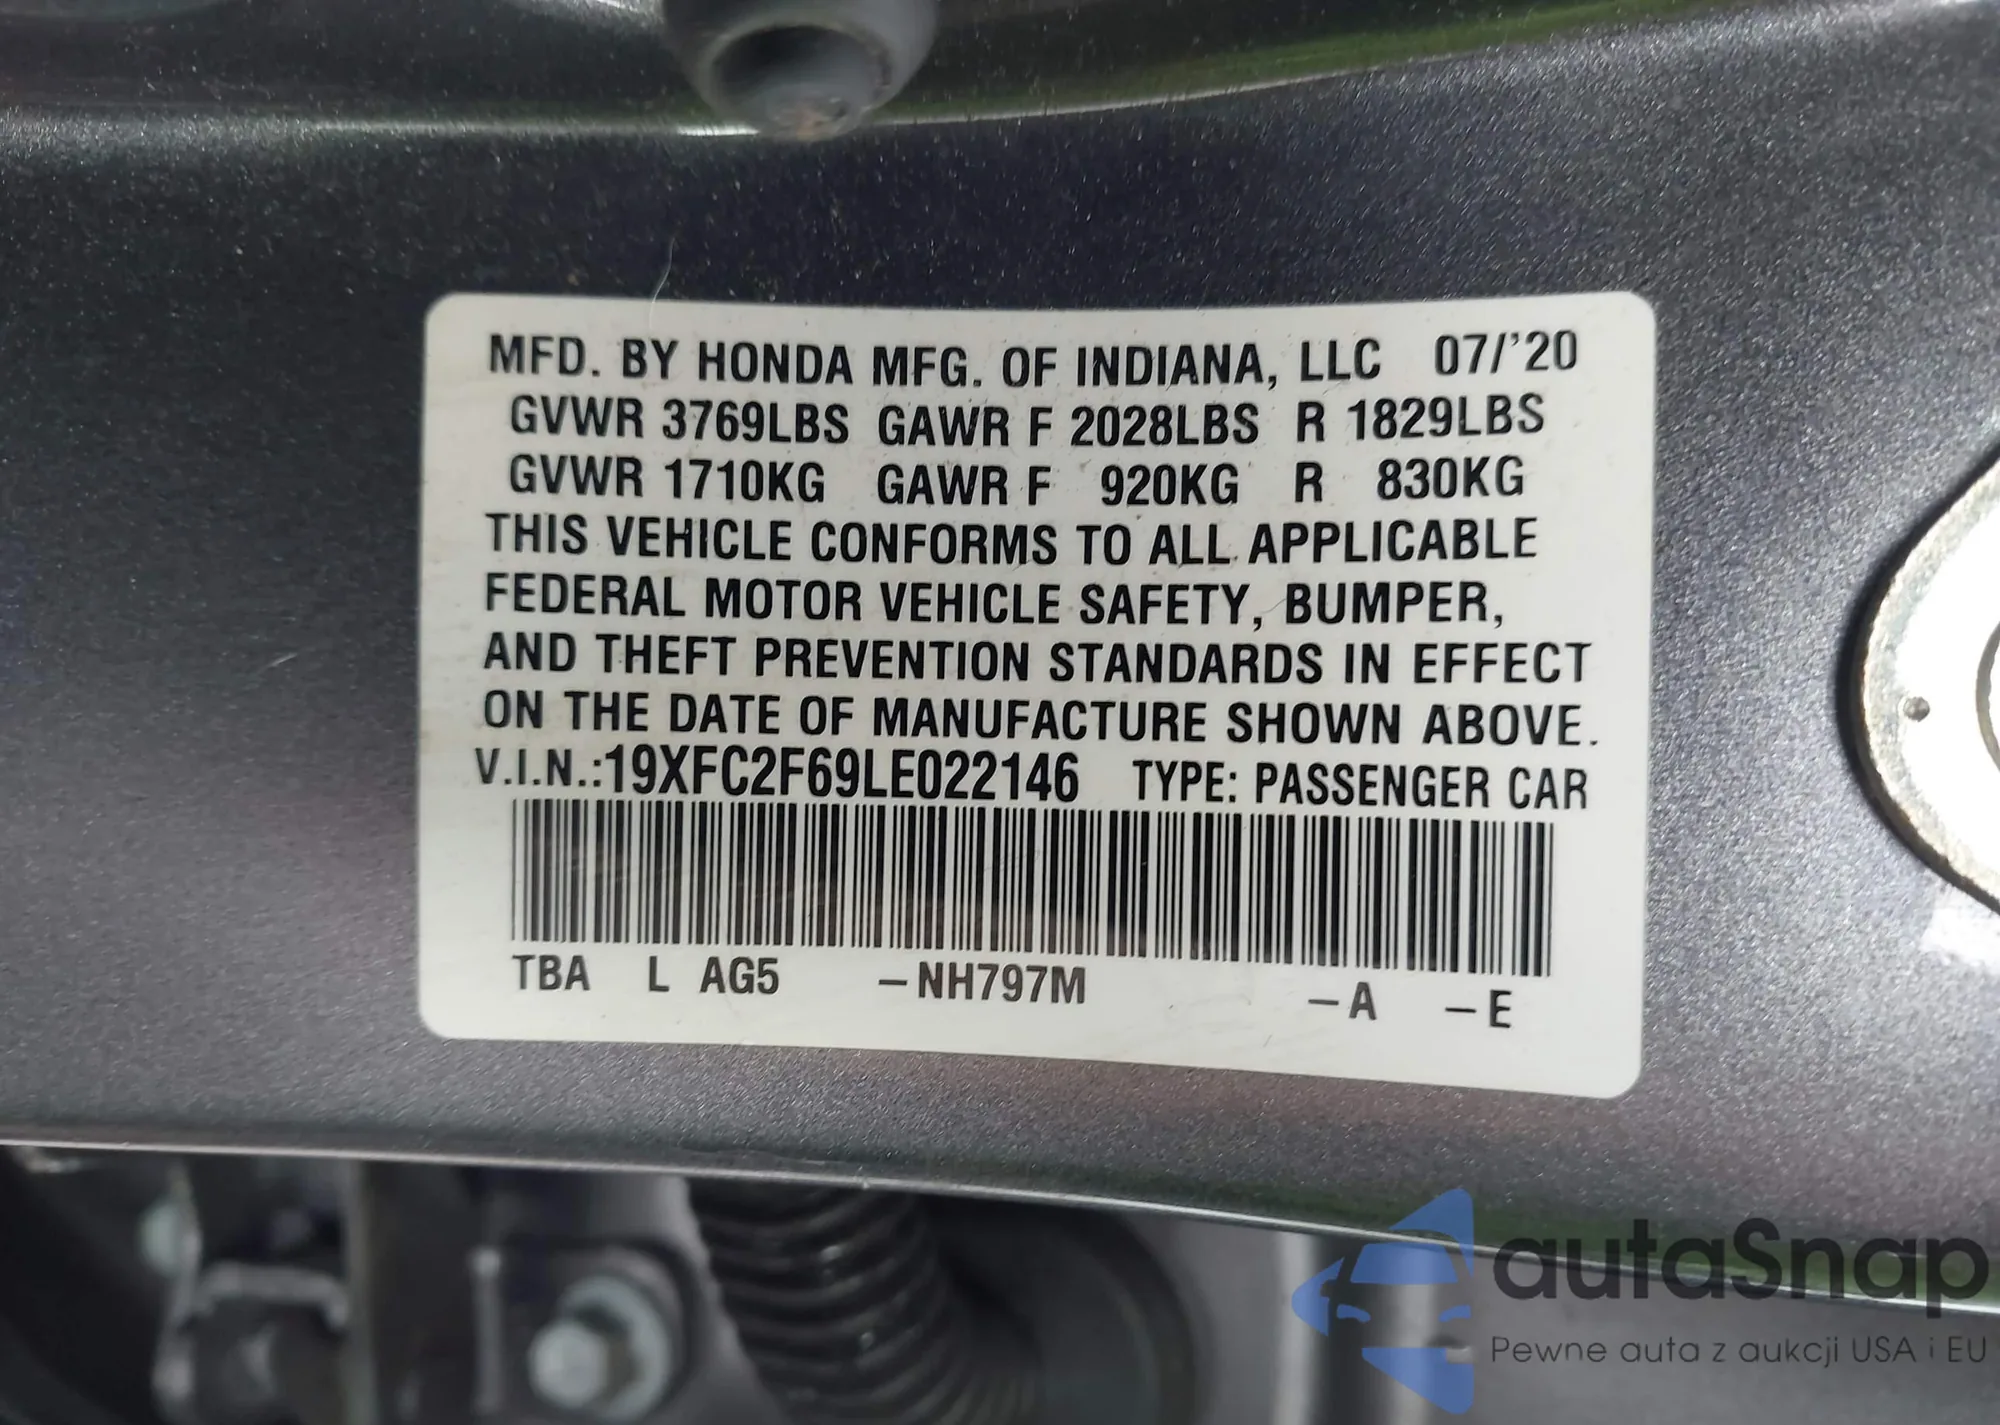 MFD. BY HONDA MFG. OF INDIANA, LLC 07/'20
GVWR 3769LBS GAWR F 2028LBS R 1829LBS
GVWR 1710KG GAWR F 920KG R 830KG
THIS VEHICLE CONFORMS TO ALL APPLICABLE
FEDERAL MOTOR VEHICLE SAFETY, BUMPER,
AND THEFT PREVENTION STANDARDS IN EFFECT
ON THE DATE OF MANUFACTURE SHOWN ABOVE.
V.I.N.:19XFC2F69LE022146 TYPE: PASSENGER CAR
TBA L AG5 –NH797M –A –E
autaSnap
Pewne auta z aukcji USA i EU